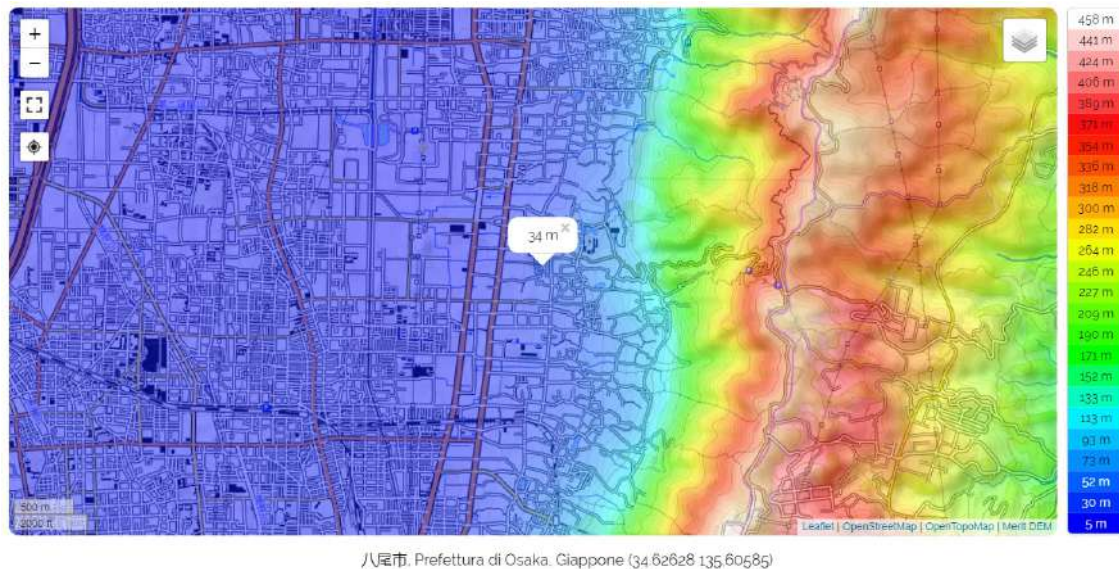 +
−
34 m ×
458 m
441 m
424 m
406 m
389 m
371 m
354 m
336 m
318 m
300 m
282 m
264 m
246 m
227 m
209 m
190 m
171 m
152 m
133 m
113 m
93 m
73 m
52 m
30 m
5 m
500 m
2000 ft
Leaflet | OpenStreetMap | OpenTopoMap | Merit DEM
八尾市, Prefettura di Osaka, Giappone (34.62628 135.60585)